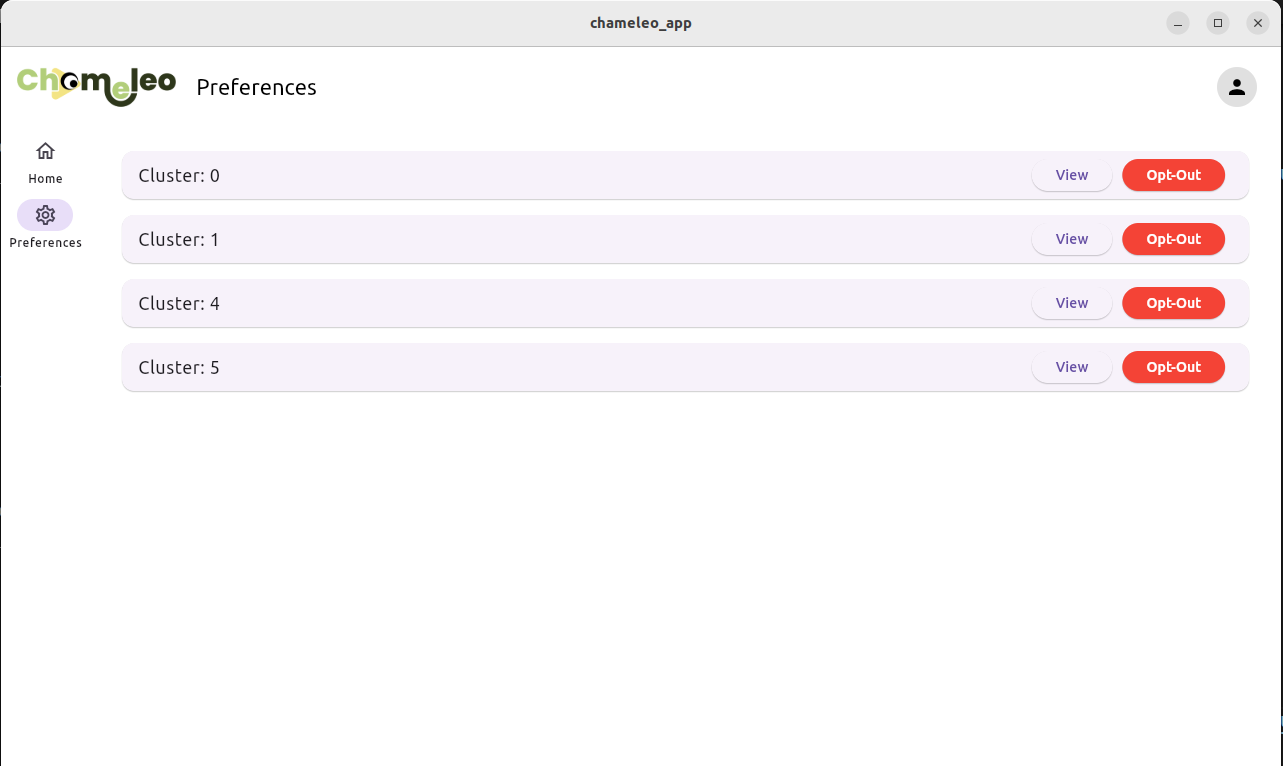 chameleo_app
Chameleo Preferences
Home
Preferences
Cluster: 0 View Opt-Out
Cluster: 1 View Opt-Out
Cluster: 4 View Opt-Out
Cluster: 5 View Opt-Out